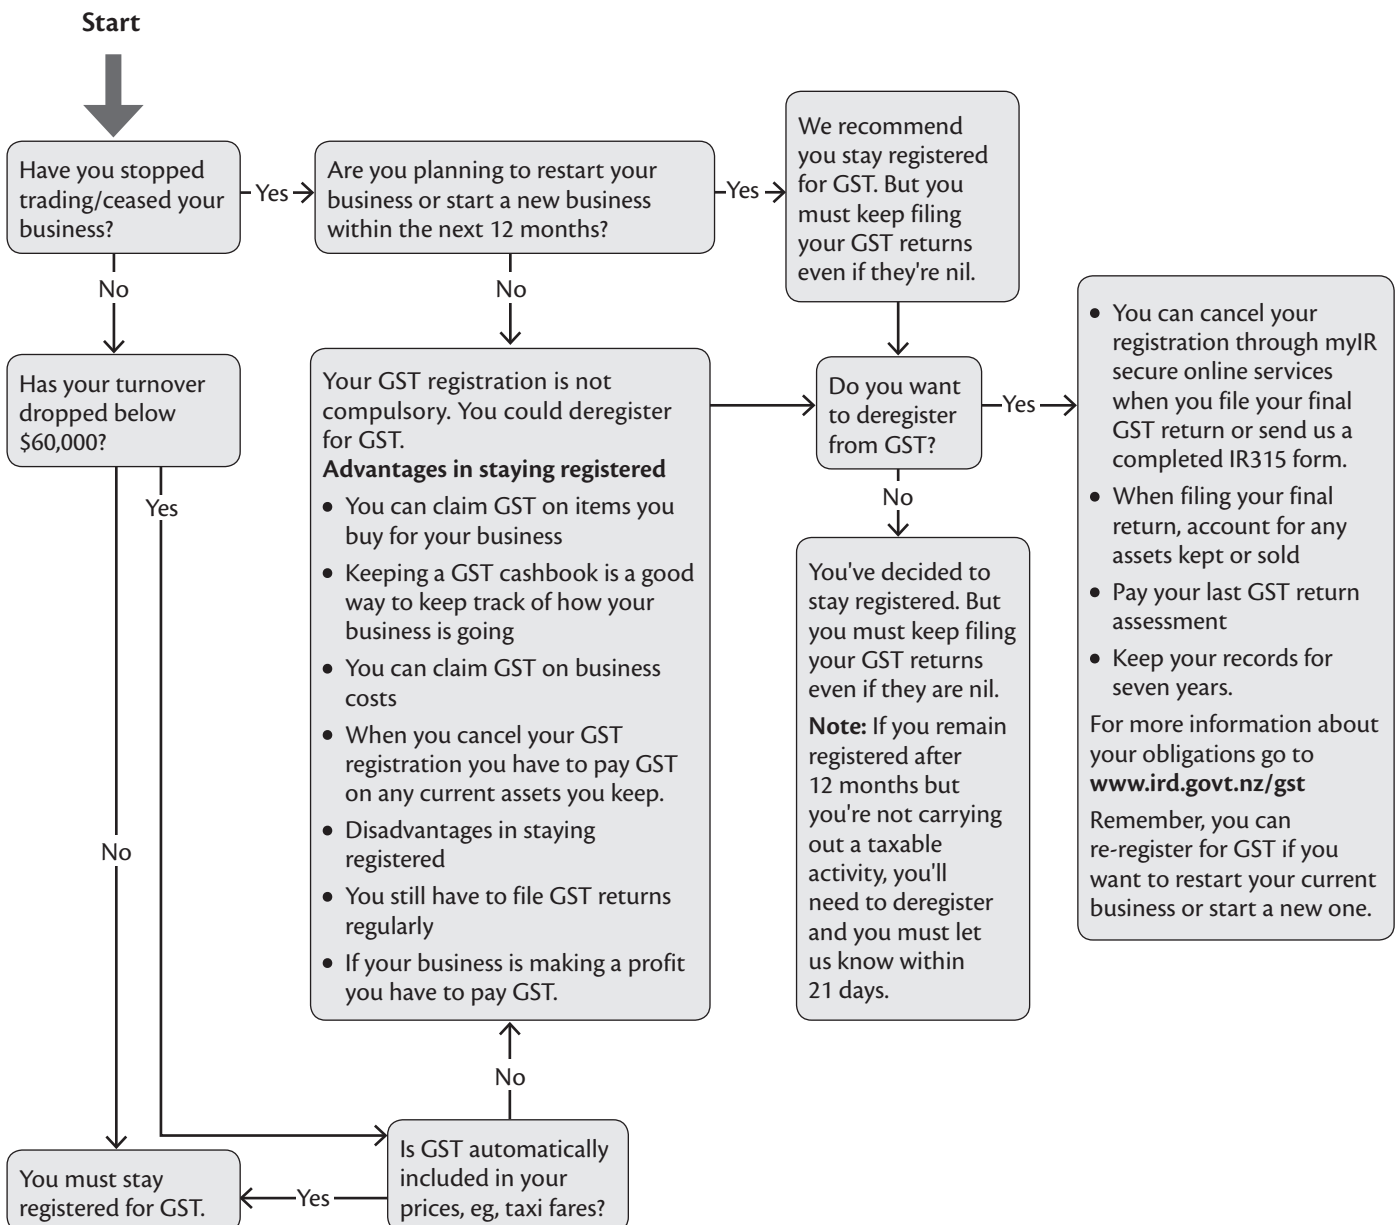 Start
Have you stopped
trading/ceased your
business?
Yes
Are you planning to restart your
business or start a new business
within the next 12 months?
Yes
We recommend
you stay registered
for GST. But you
must keep filing
your GST returns
even if they're nil.
No
No
Has your turnover
dropped below
$60,000?
Yes
No
Your GST registration is not
compulsory. You could deregister
for GST.
Advantages in staying registered
• You can claim GST on items you
buy for your business
• Keeping a GST cashbook is a good
way to keep track of how your
business is going
• You can claim GST on business
costs
• When you cancel your GST
registration you have to pay GST
on any current assets you keep.
• Disadvantages in staying
registered
• You still have to file GST returns
regularly
• If your business is making a profit
you have to pay GST.
Do you want
to deregister
from GST?
Yes
No
You've decided to
stay registered. But
you must keep filing
your GST returns
even if they are nil.
Note: If you remain
registered after
12 months but
you're not carrying
out a taxable
activity, you'll
need to deregister
and you must let
us know within
21 days.
• You can cancel your
registration through myIR
secure online services
when you file your final
GST return or send us a
completed IR315 form.
• When filing your final
return, account for any
assets kept or sold
• Pay your last GST return
assessment
• Keep your records for
seven years.
For more information about
your obligations go to
www.ird.govt.nz/gst
Remember, you can
re-register for GST if you
want to restart your current
business or start a new one.
No
Is GST automatically
included in your
prices, eg, taxi fares?
Yes
You must stay
registered for GST.